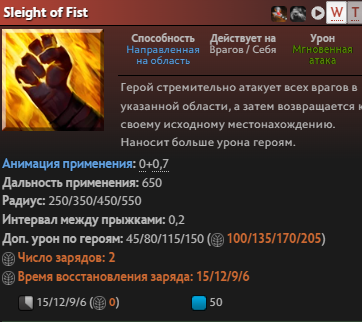 Sleight of Fist
W T
Способность Действует на Урон
Направленная Врагов / Себя Мгновенная
на область атака
Герой стремительно атакует всех врагов в
указанной области, а затем возвращается к
своему исходному местонахождению.
Наносит больше урона героям.
Анимация применения: 0+0,7
Дальность применения: 650
Радиус: 250/350/450/550
Интервал между прыжками: 0,2
Доп. урон по героям: 45/80/115/150 (100/135/170/205)
Число зарядов: 2
Время восстановления заряда: 15/12/9/6
15/12/9/6 (0) 50